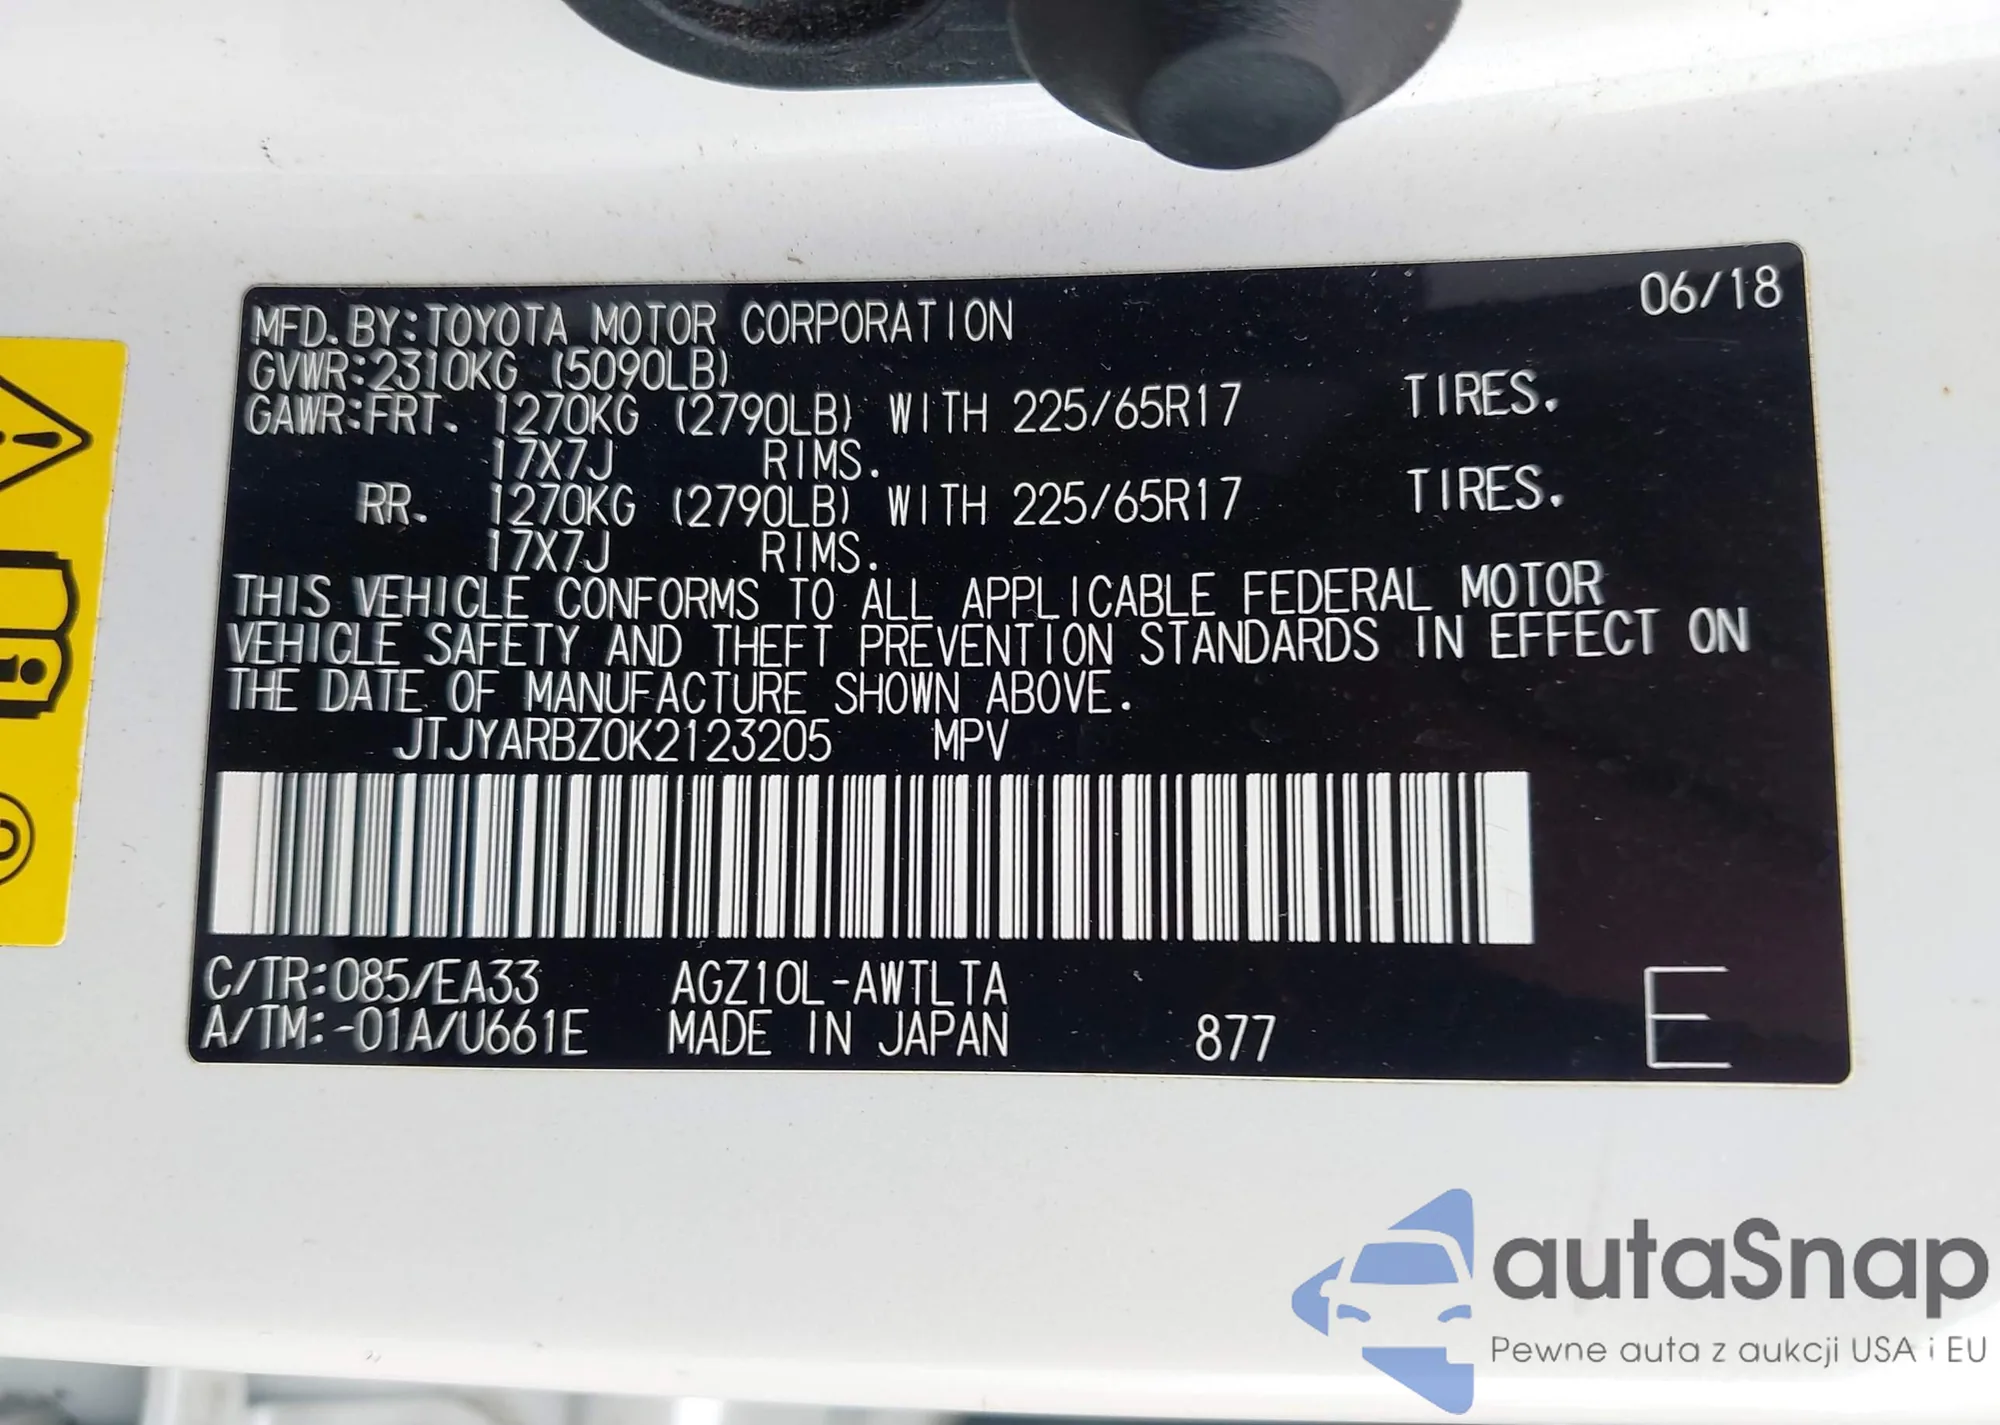 06/18
MFD.BY:TOYOTA MOTOR CORPORATION
GVWR:2310KG (5090LB)
GAWR:FRT. 1270KG (2790LB) WITH 225/65R17 TIRES.
17X7J RIMS.
RR. 1270KG (2790LB) WITH 225/65R17 TIRES.
17X7J RIMS.
THIS VEHICLE CONFORMS TO ALL APPLICABLE FEDERAL MOTOR
VEHICLE SAFETY AND THEFT PREVENTION STANDARDS IN EFFECT ON
THE DATE OF MANUFACTURE SHOWN ABOVE.
JTJYARBZ0K2123205 MPV
C/TR:085/EA33 AGZ10L-AWTLTA
A/TM:-01A/U661E MADE IN JAPAN 877 E
autaSnap
Pewne auta z aukcji USA i EU